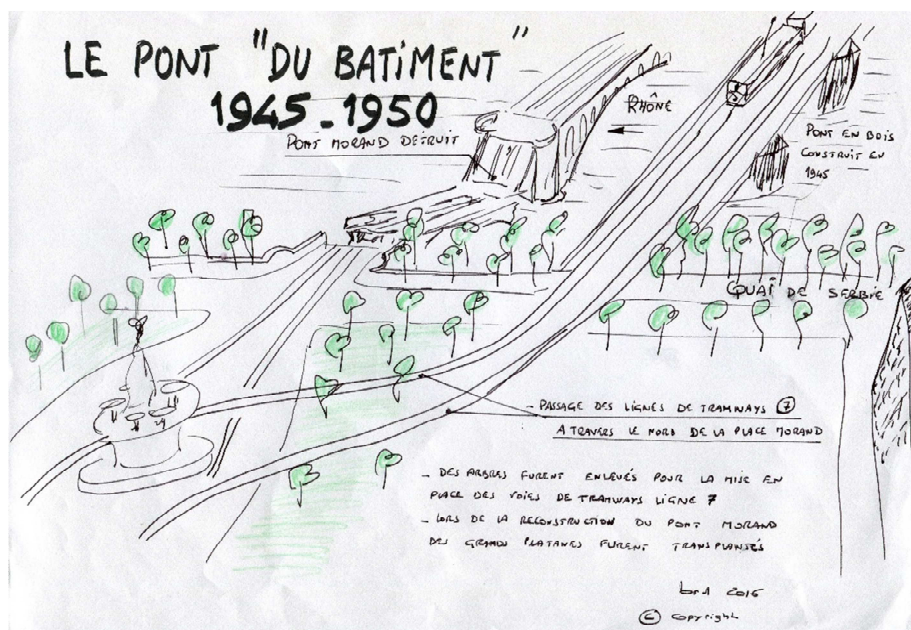 LE PONT "DU BATIMENT"
1945-1950
PONT MORAND DETRUIT
RHÔNE
PONT EN BOIS
CONSTRUIT EN
1945
QUAI DE SERBIE
- PASSAGE DES LIGNES DE TRAMWAYS 7
A TRAVERS LE NORD DE LA PLACE MORAND
- DES ARBRES FURENT ENLEVÉS POUR LA MISE EN
PLACE DES VOIES DE TRAMWAYS LIGNE 7
- LORS DE LA RECONSTRUCTION DU PONT MORAND
DES GRANDS PLATANES FURENT TRANSPLANTÉS
2016
© copyright